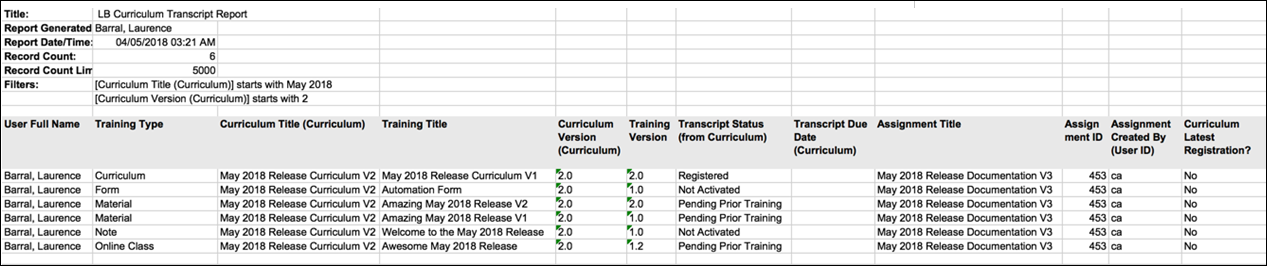 Title: LB Curriculum Transcript Report
Report Generated Barral, Laurence
Report Date/Time: 04/05/2018 03:21 AM
Record Count: 6
Record Count Lim 5000
Filters: [Curriculum Title (Curriculum)] starts with May 2018
[Curriculum Version (Curriculum)] starts with 2
User Full Name Training Type Curriculum Title (Curriculum) Training Title Curriculum Version (Curriculum) Training Version Transcript Status (from Curriculum) Transcript Due Date (Curriculum) Assignment Title Assign ment ID Assignment Created By (User ID) Curriculum Latest Registration?
Barral, Laurence Curriculum May 2018 Release Curriculum V2 May 2018 Release Curriculum V1 2.0 2.0 Registered May 2018 Release Documentation V3 453 ca No
Barral, Laurence Form May 2018 Release Curriculum V2 Automation Form 2.0 1.0 Not Activated May 2018 Release Documentation V3 453 ca No
Barral, Laurence Material May 2018 Release Curriculum V2 Amazing May 2018 Release V2 2.0 2.0 Pending Prior Training May 2018 Release Documentation V3 453 ca No
Barral, Laurence Material May 2018 Release Curriculum V2 Amazing May 2018 Release V1 2.0 1.0 Pending Prior Training May 2018 Release Documentation V3 453 ca No
Barral, Laurence Note May 2018 Release Curriculum V2 Welcome to the May 2018 Release 2.0 1.0 Not Activated May 2018 Release Documentation V3 453 ca No
Barral, Laurence Online Class May 2018 Release Curriculum V2 Awesome May 2018 Release 2.0 1.2 Pending Prior Training May 2018 Release Documentation V3 453 ca No